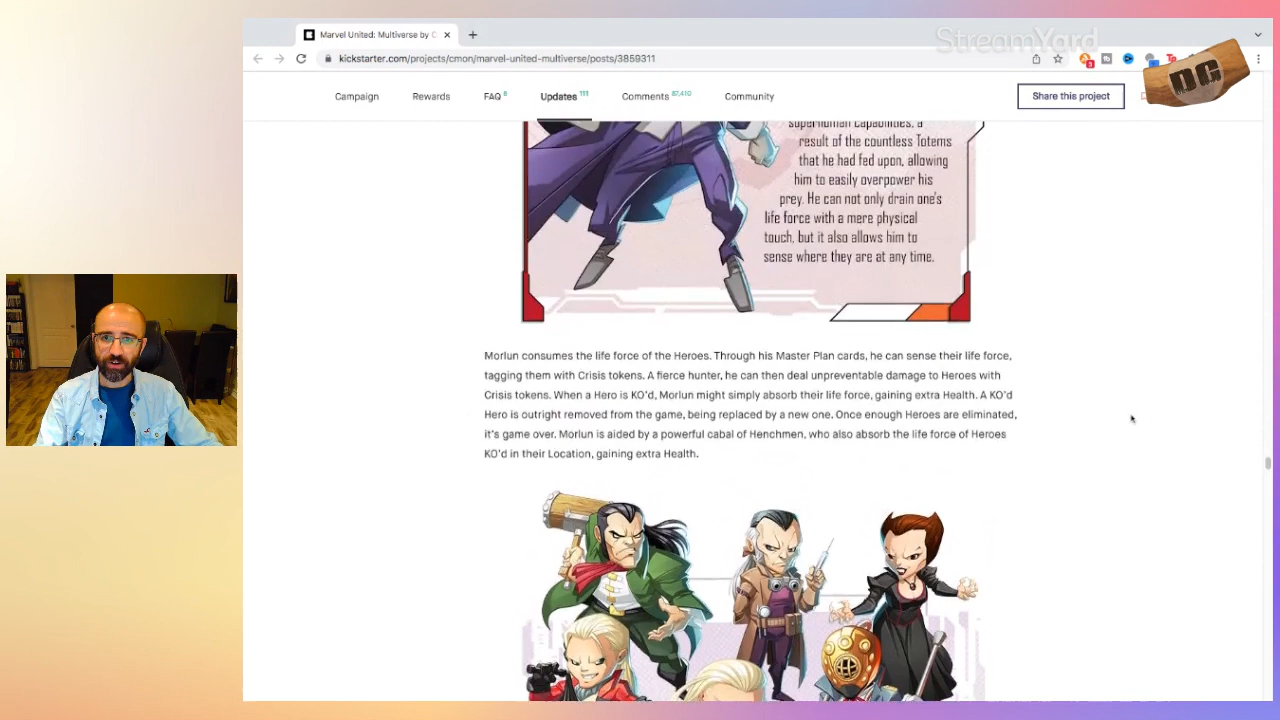 StreamYard
Marvel United: Multiverse by C
kickstarter.com/projects/cmon/marvel-united-multiverse/posts/3859311
DG
Campaign
Rewards
FAQ 8
Updates 111
Comments 87,410
Community
Share this project
superhuman capabilities, a
result of the countless Totems
that he had fed upon, allowing
him to easily overpower his
prey. He can not only drain one's
life force with a mere physical
touch, but it also allows him to
sense where they are at any time.
Morlun consumes the life force of the Heroes. Through his Master Plan cards, he can sense their life force,
tagging them with Crisis tokens. A fierce hunter, he can then deal unpreventable damage to Heroes with
Crisis tokens. When a Hero is KO'd, Morlun might simply absorb their life force, gaining extra Health. A KO'd
Hero is outright removed from the game, being replaced by a new one. Once enough Heroes are eliminated,
it's game over. Morlun is aided by a powerful cabal of Henchmen, who also absorb the life force of Heroes
KO'd in their Location, gaining extra Health.